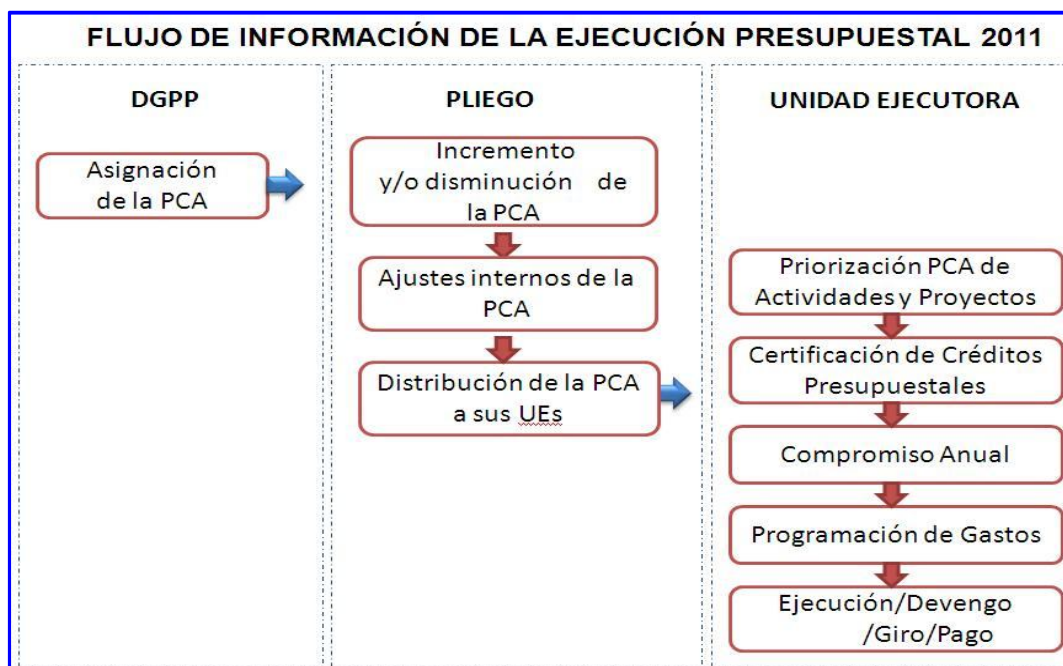 FLUJO DE INFORMACIÓN DE LA EJECUCIÓN PRESUPUESTAL 2011
DGPP
Asignación
de la PCA
PLIEGO
Incremento
y/o disminución de
la PCA
Ajustes internos de la
PCA
Distribución de la PCA
a sus UEs
UNIDAD EJECUTORA
Priorización PCA de
Actividades y Proyectos
Certificación de Créditos
Presupuestales
Compromiso Anual
Programación de Gastos
Ejecución/Devengo
/Giro/Pago